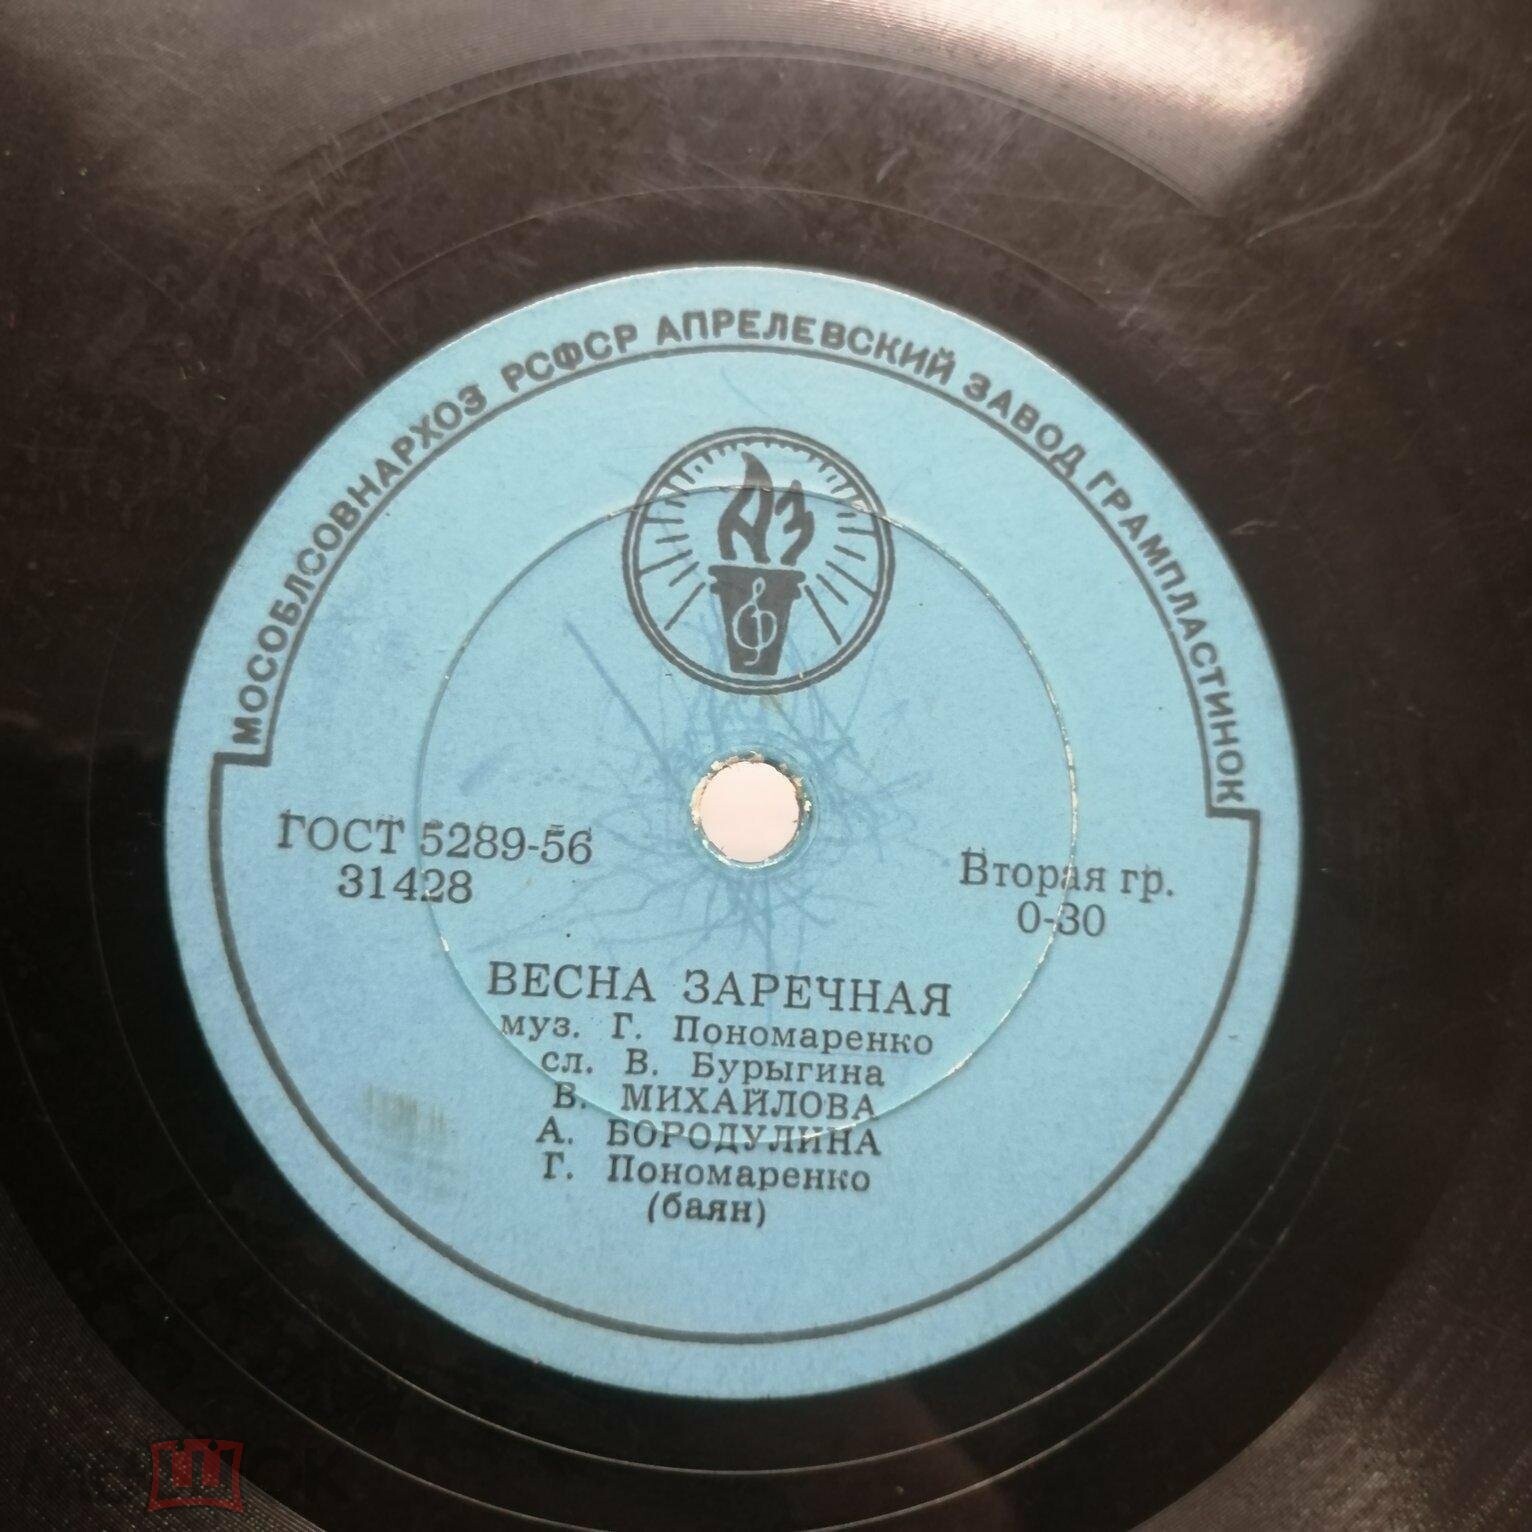 МОСОБЛСОВНАРХОЗ РСФСР АПРЕЛЕВСКИЙ ЗАВОД ГРАМПЛАСТИНОК
АЗ
ГОСТ 5289-56
31428
Вторая гр.
0-30
ВЕСНА ЗАРЕЧНАЯ
муз. Г. Пономаренко
сл. В. Бурыгина
В. МИХАЙЛОВА
А. БОРОДУЛИНА
Г. Пономаренко
(баян)